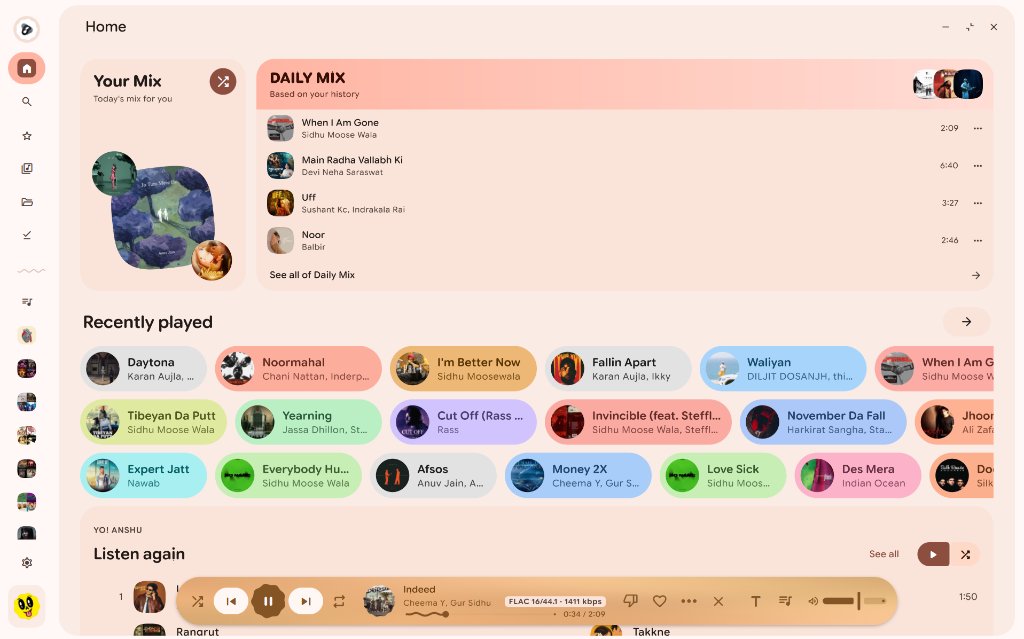 Home
Your Mix
Today's mix for you
DAILY MIX
Based on your history
When I Am Gone
Sidhu Moose Wala
2:09
Main Radha Vallabh Ki
Devi Neha Saraswat
6:40
Uff
Sushant Kc, Indrakala Rai
3:27
Noor
Balbir
2:46
See all of Daily Mix
Recently played
Daytona
Karan Aujla, ...
Noormahal
Chani Nattan, Inderp...
I'm Better Now
Sidhu Moosewala
Fallin Apart
Karan Aujla, Ikky
Waliyan
DILJIT DOSANJH, thi...
When I Am G
Sidhu Moose W
Tibeyan Da Putt
Sidhu Moose Wala
Yearning
Jassa Dhillon, St...
Cut Off (Rass ...
Rass
Invincible (feat. Steffl...
Sidhu Moose Wala, Steffl...
November Da Fall
Harkirat Sangha, Sta...
Jhoor
Ali Zafa
Expert Jatt
Nawab
Everybody Hu...
Sidhu Moose Wala
Afsos
Anuv Jain, A...
Money 2X
Cheema Y, Gur S...
Love Sick
Sidhu Moos...
Des Mera
Indian Ocean
Do
Silk
YO! ANSHU
Listen again
See all
1
1:50
Indeed
Cheema Y, Gur Sidhu
FLAC 16/44.1 · 1411 kbps
• 0:34 / 2:09
Rangrut
Takkne